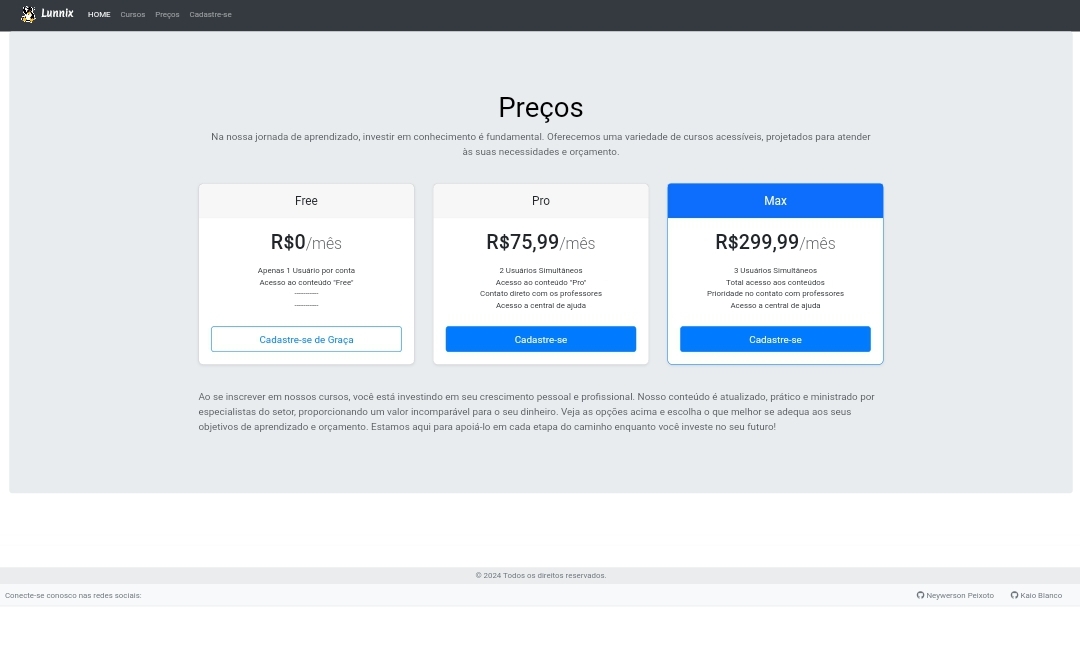 Lunnix HOME Cursos Preços Cadastre-se
Preços
Na nossa jornada de aprendizado, investir em conhecimento é fundamental. Oferecemos uma variedade de cursos acessíveis, projetados para atender
às suas necessidades e orçamento.
Free
R$0/mês
Apenas 1 Usuário por conta
Acesso ao conteúdo "Free"
-----------
-----------
Cadastre-se de Graça
Pro
R$75,99/mês
2 Usuários Simultâneos
Acesso ao conteúdo "Pro"
Contato direto com os professores
Acesso a central de ajuda
Cadastre-se
Max
R$299,99/mês
3 Usuários Simultâneos
Total acesso aos conteúdos
Prioridade no contato com professores
Acesso a central de ajuda
Cadastre-se
Ao se inscrever em nossos cursos, você está investindo em seu crescimento pessoal e profissional. Nosso conteúdo é atualizado, prático e ministrado por
especialistas do setor, proporcionando um valor incomparável para o seu dinheiro. Veja as opções acima e escolha o que melhor se adequa aos seus
objetivos de aprendizado e orçamento. Estamos aqui para apoiá-lo em cada etapa do caminho enquanto você investe no seu futuro!
© 2024 Todos os direitos reservados.
Conecte-se conosco nas redes sociais: Neywerson Peixoto Kaio Blanco